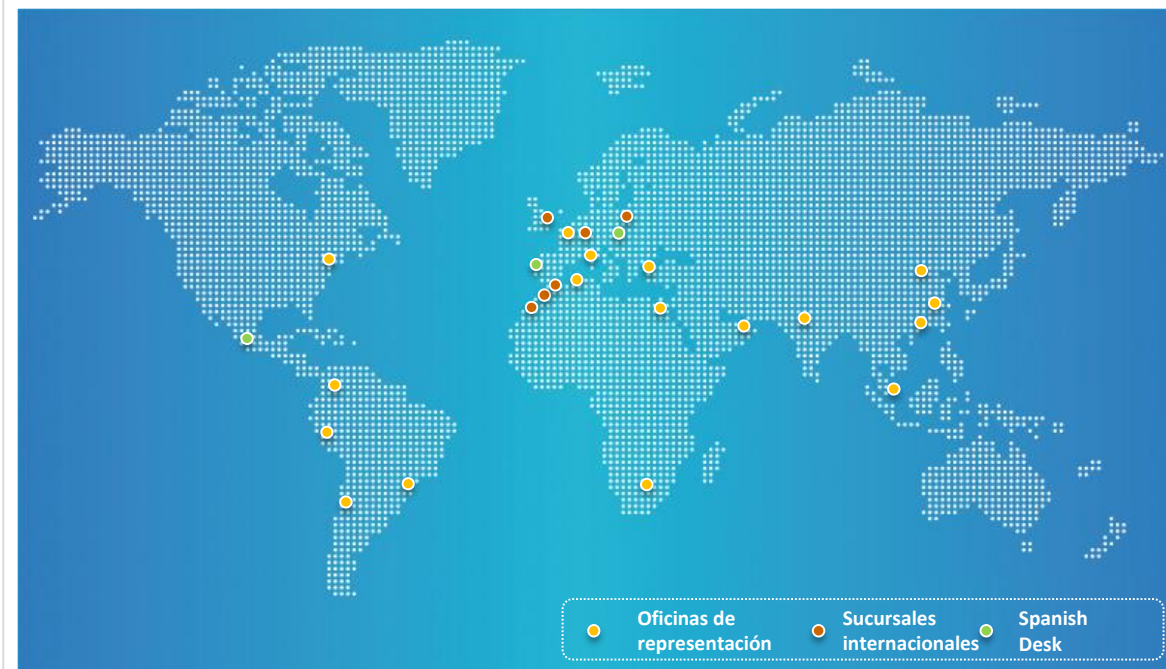 Oficinas de
representación
Sucursales
internacionales
Spanish
Desk